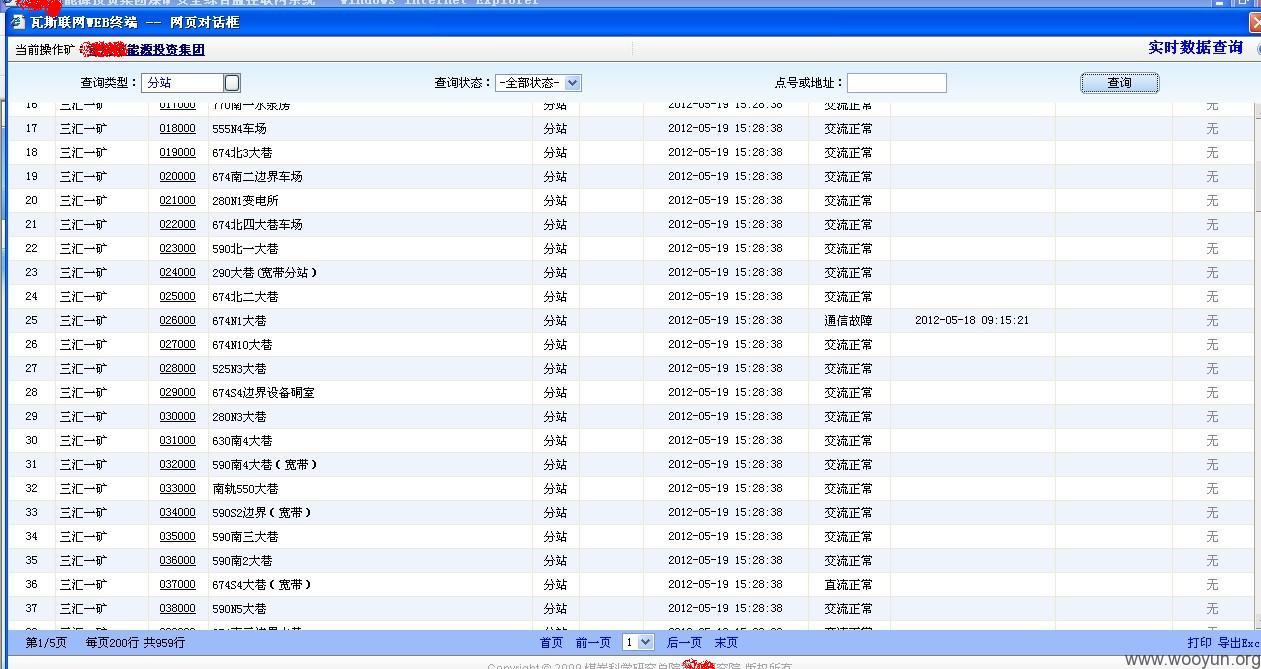 瓦斯联网WEB终端 -- 网页对话框
当前操作矿 能源投资集团 实时数据查询
查询类型： 分站 查询状态： -全部状态- 点号或地址： 查询
16 三汇一矿 017000 770南一水泵房 分站 2012-05-19 15:28:38 交流正常 无
17 三汇一矿 018000 555N4车场 分站 2012-05-19 15:28:38 交流正常 无
18 三汇一矿 019000 674北3大巷 分站 2012-05-19 15:28:38 交流正常 无
19 三汇一矿 020000 674南二边界车场 分站 2012-05-19 15:28:38 交流正常 无
20 三汇一矿 021000 280N1变电所 分站 2012-05-19 15:28:38 交流正常 无
21 三汇一矿 022000 674北四大巷车场 分站 2012-05-19 15:28:38 交流正常 无
22 三汇一矿 023000 590北一大巷 分站 2012-05-19 15:28:38 交流正常 无
23 三汇一矿 024000 290大巷(宽带分站） 分站 2012-05-19 15:28:38 交流正常 无
24 三汇一矿 025000 674北二大巷 分站 2012-05-19 15:28:38 交流正常 无
25 三汇一矿 026000 674N1大巷 分站 2012-05-19 15:28:38 通信故障 2012-05-18 09:15:21 无
26 三汇一矿 027000 674N10大巷 分站 2012-05-19 15:28:38 交流正常 无
27 三汇一矿 028000 525N3大巷 分站 2012-05-19 15:28:38 交流正常 无
28 三汇一矿 029000 674S4边界设备硐室 分站 2012-05-19 15:28:38 交流正常 无
29 三汇一矿 030000 280N3大巷 分站 2012-05-19 15:28:38 交流正常 无
30 三汇一矿 031000 630南4大巷 分站 2012-05-19 15:28:38 交流正常 无
31 三汇一矿 032000 590南4大巷（宽带） 分站 2012-05-19 15:28:38 交流正常 无
32 三汇一矿 033000 南轨550大巷 分站 2012-05-19 15:28:38 交流正常 无
33 三汇一矿 034000 590S2边界（宽带） 分站 2012-05-19 15:28:38 交流正常 无
34 三汇一矿 035000 590南三大巷 分站 2012-05-19 15:28:38 交流正常 无
35 三汇一矿 036000 590南2大巷 分站 2012-05-19 15:28:38 交流正常 无
36 三汇一矿 037000 674S4大巷（宽带） 分站 2012-05-19 15:28:38 直流正常 无
37 三汇一矿 038000 590N5大巷 分站 2012-05-19 15:28:38 交流正常 无
第1/5页 每页200行 共959行 首页 前一页 1 后一页 末页 打印 导出Exc
www.wooyun.org